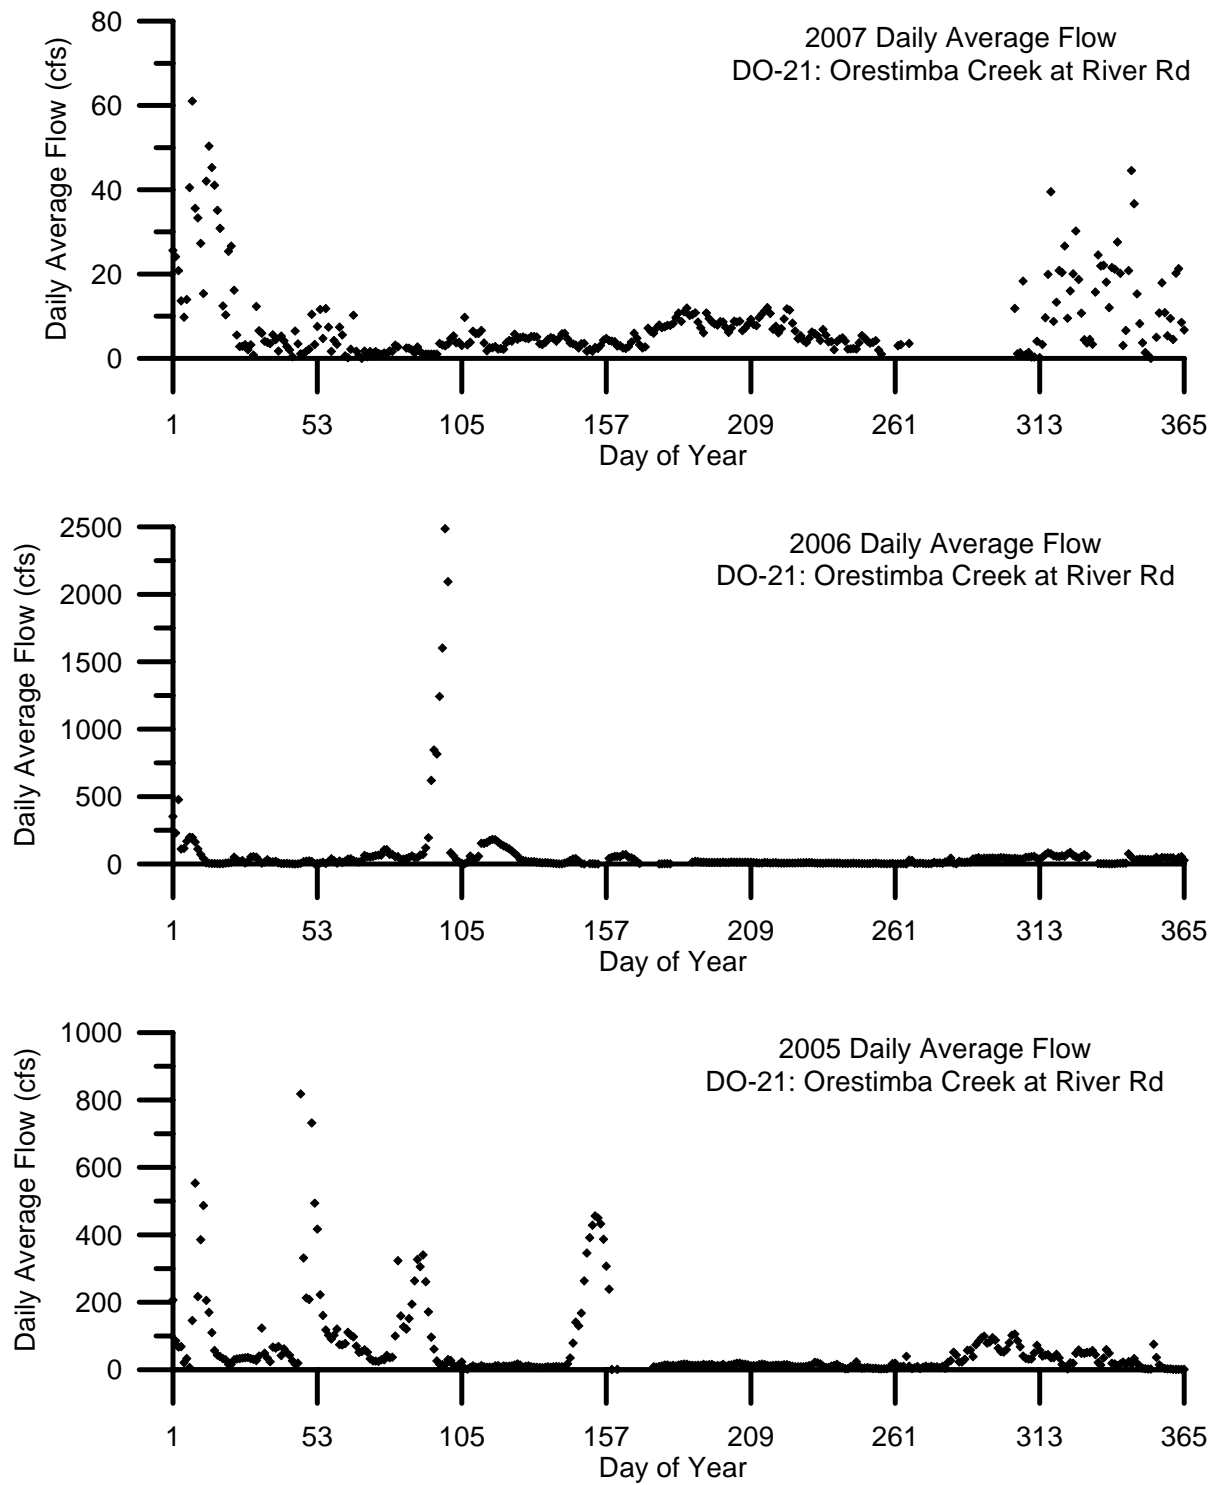 2007 Daily Average Flow
DO-21: Orestimba Creek at River Rd
Daily Average Flow (cfs)
80
60
40
20
0
1 53 105 157 209 261 313 365
Day of Year
2006 Daily Average Flow
DO-21: Orestimba Creek at River Rd
Daily Average Flow (cfs)
2500
2000
1500
1000
500
0
1 53 105 157 209 261 313 365
Day of Year
2005 Daily Average Flow
DO-21: Orestimba Creek at River Rd
Daily Average Flow (cfs)
1000
800
600
400
200
0
1 53 105 157 209 261 313 365
Day of Year